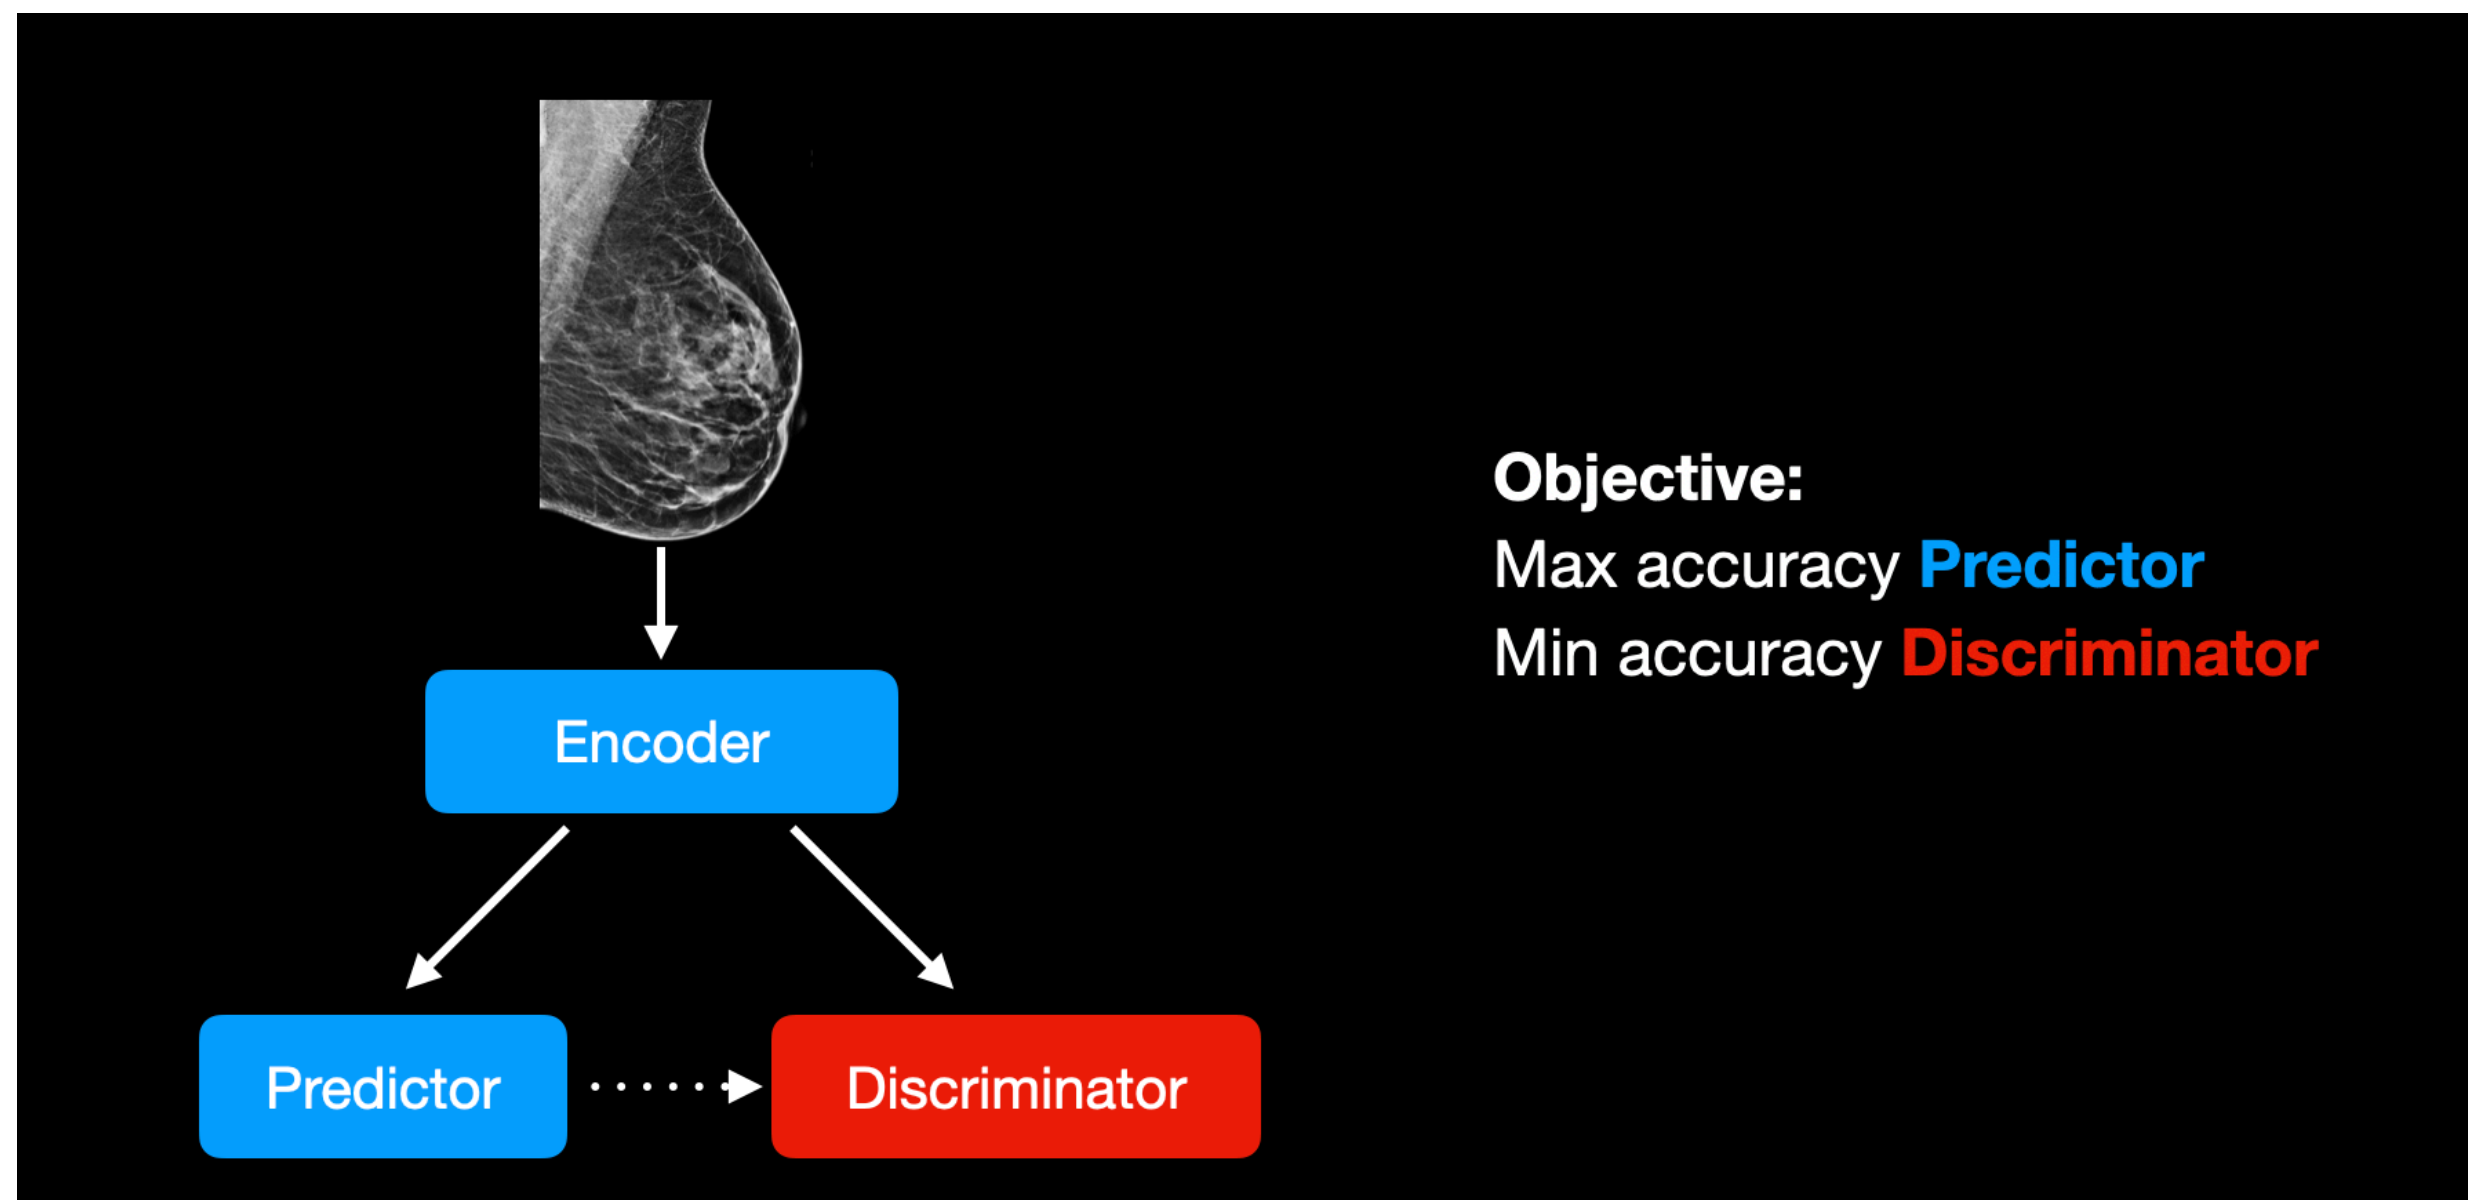 Objective:
Max accuracy Predictor
Min accuracy Discriminator
Encoder
Predictor
Discriminator